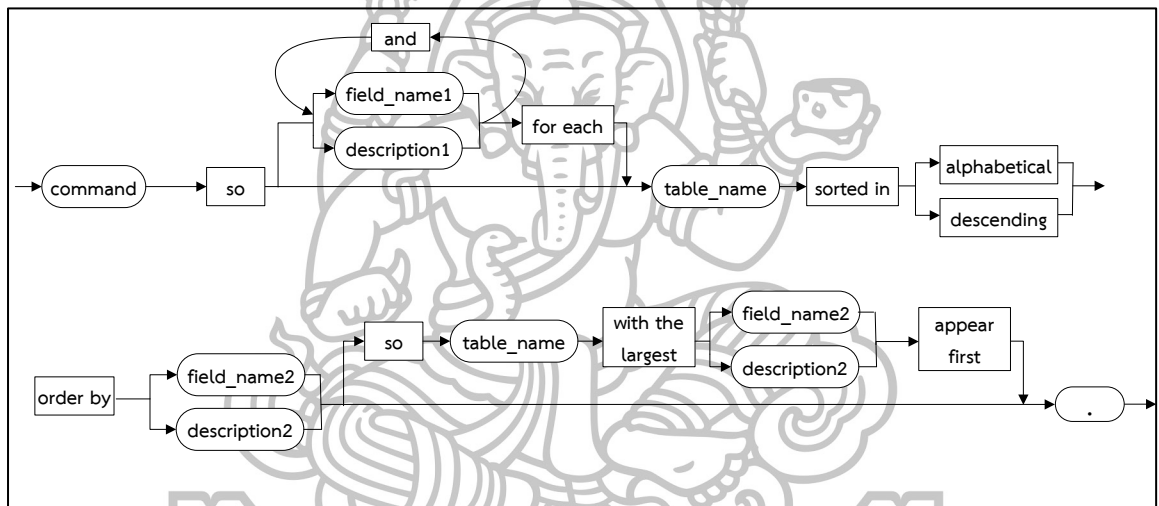 and
field_name1
description1
for each
command
so
table_name
sorted in
alphabetical
descending
order by
field_name2
description2
so
table_name
with the
largest
field_name2
description2
appear
first
.